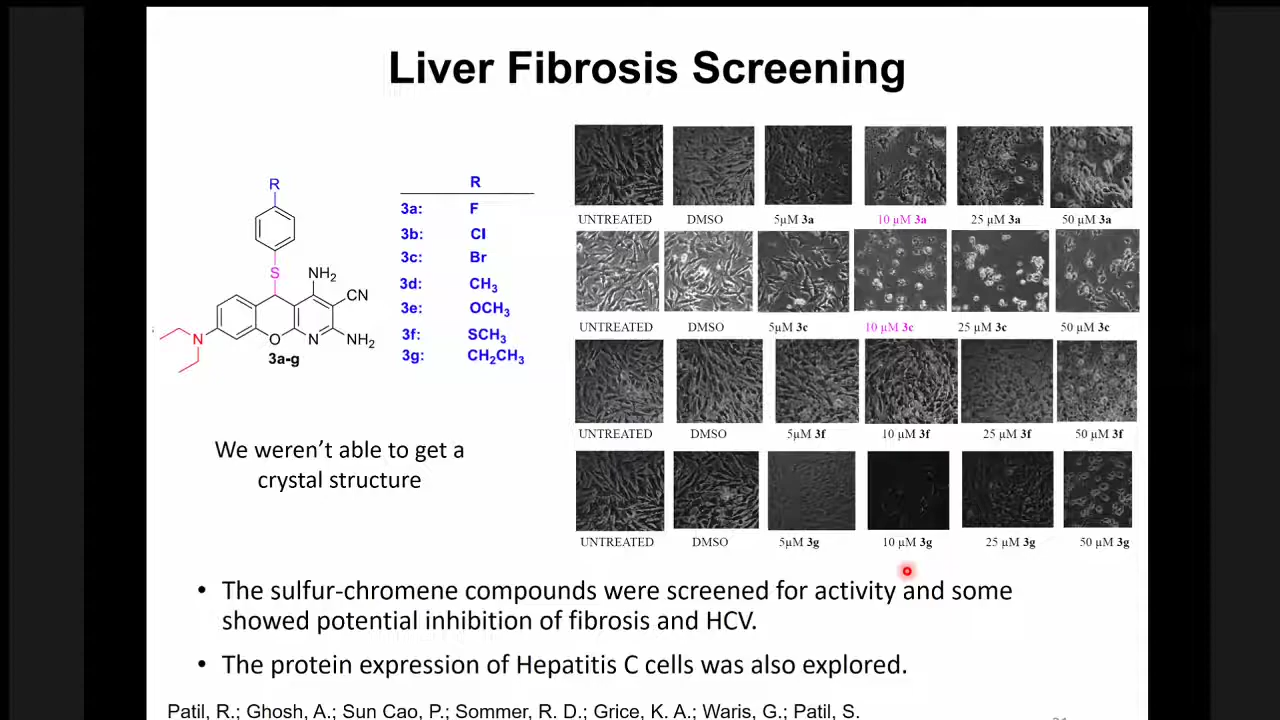 Liver Fibrosis Screening
R
S
NH2
CN
N
O
N
NH2
3a-g
R
3a: F
3b: Cl
3c: Br
3d: CH3
3e: OCH3
3f: SCH3
3g: CH2CH3
UNTREATED DMSO 5µM 3a 10 µM 3a 25 µM 3a 50 µM 3a
UNTREATED DMSO 5µM 3c 10 µM 3c 25 µM 3c 50 µM 3c
UNTREATED DMSO 5µM 3f 10 µM 3f 25 µM 3f 50 µM 3f
UNTREATED DMSO 5µM 3g 10 µM 3g 25 µM 3g 50 µM 3g
We weren’t able to get a
crystal structure
• The sulfur-chromene compounds were screened for activity and some
showed potential inhibition of fibrosis and HCV.
• The protein expression of Hepatitis C cells was also explored.
Patil, R.; Ghosh, A.; Sun Cao, P.; Sommer, R. D.; Grice, K. A.; Waris, G.; Patil, S.